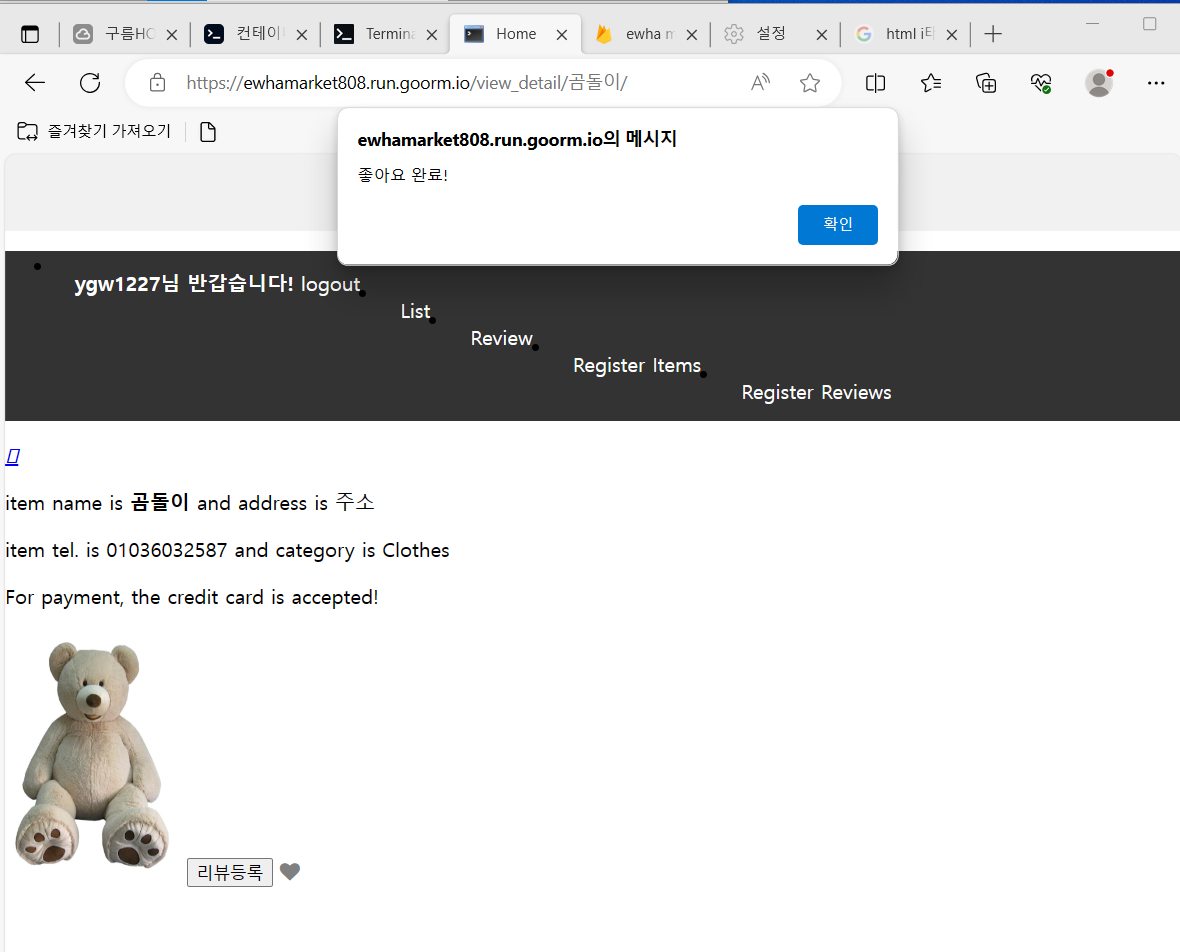 구름HO
컨테이
Termina
Home
ewha m
설정
html i
https://ewhamarket808.run.goorm.io/view_detail/곰돌이/
즐겨찾기 가져오기
ewhamarket808.run.goorm.io의 메시지
좋아요 완료!
확인
ygw1227님 반갑습니다! logout
List
Review
Register Items
Register Reviews
item name is 곰돌이 and address is 주소
item tel. is 01036032587 and category is Clothes
For payment, the credit card is accepted!
리뷰등록